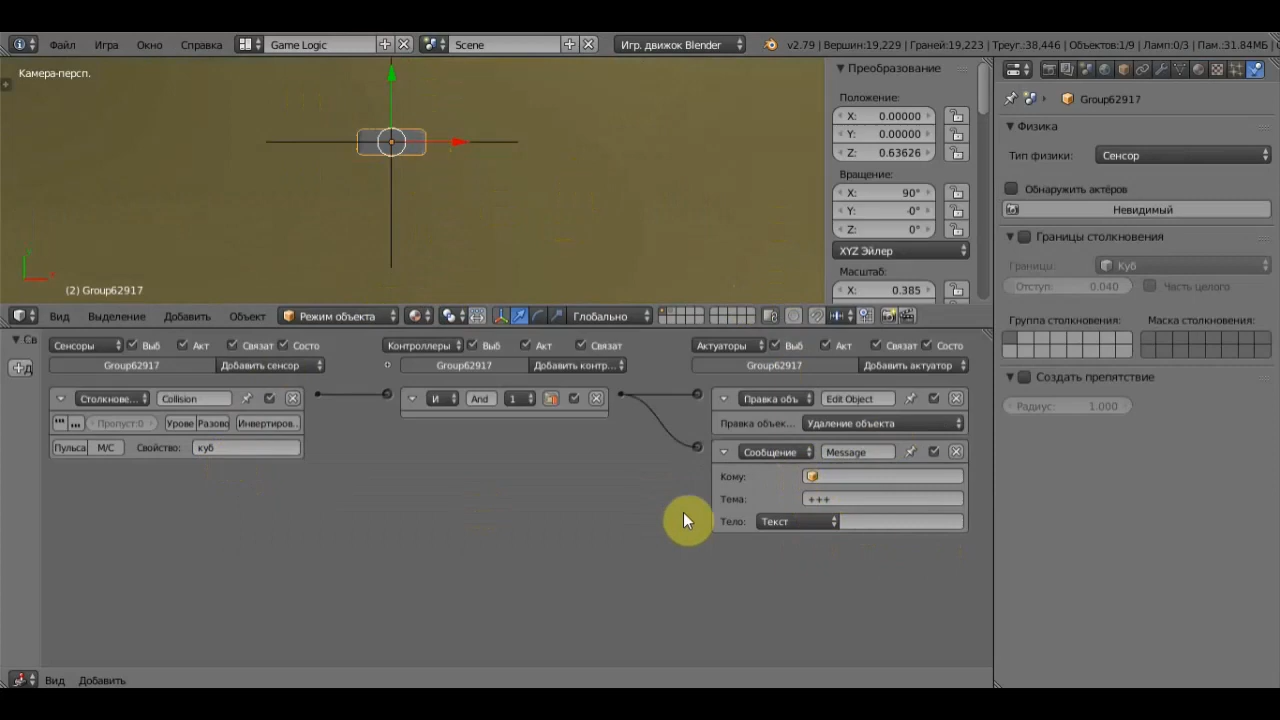 Файл Игра Окно Справка Game Logic Scene Игр. движок Blender v2.79 | Вершин:19,229 | Граней:19,223 | Треуг.:38,446 | Объектов:1/9 | Ламп:0/3 | Пам.:31.84МБ
Камера-персп.
(2) Group62917
Преобразование
Положение:
X: 0.00000
Y: 0.00000
Z: 0.63626
Вращение:
X: 90°
Y: -0°
Z: 0°
XYZ Эйлер
Масштаб:
X: 0.385
Group62917
Физика
Тип физики: Сенсор
Обнаружить актёров
Невидимый
Границы столкновения
Границы: Куб
Отступ: 0.040 Часть целого
Группа столкновения: Маска столкновения:
Создать препятствие
Радиус: 1.000
Вид Выделение Добавить Объект Режим объекта Глобально
Св
Д
Сенсоры Выб Акт Связат Состо
Group62917 Добавить сенсор
Столкнове... Collision
Пропуст:0 Урове Разово Инвертиров..
Пульса М/С Свойство: куб
Контроллеры Выб Акт Связат
Group62917 Добавить контр...
И And 1
Актуаторы Выб Акт Связат Состо
Group62917 Добавить актуатор
Правка объ Edit Object
Правка объек... Удаление объекта
Сообщение Message
Кому:
Тема: +++
Тело: Текст
Вид Добавить